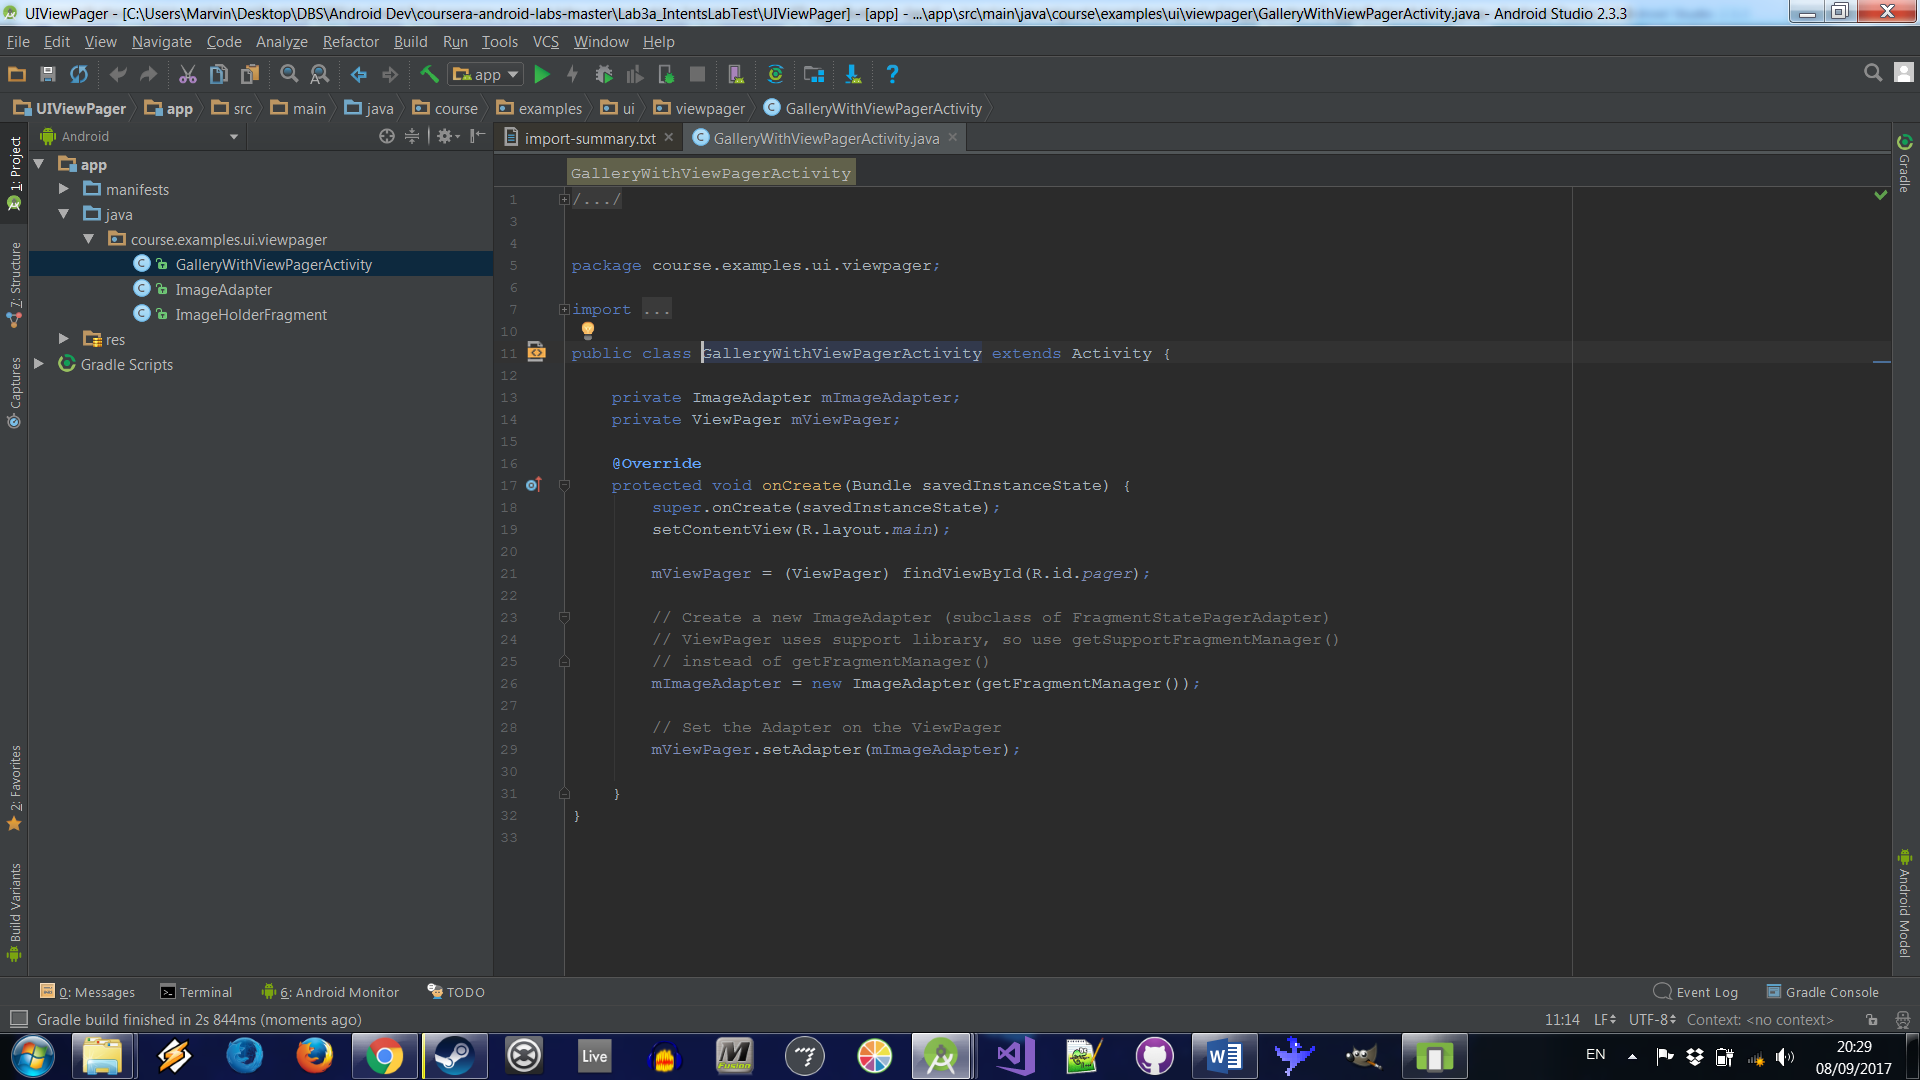 UIViewPager - [C:\Users\Marvin\Desktop\DBS\Android Dev\coursera-android-labs-master\Lab3a_IntentsLabTest\UIViewPager] - [app] - ...\app\src\main\java\course\examples\ui\viewpager\GalleryWithViewPagerActivity.java - Android Studio 2.3.3
File Edit View Navigate Code Analyze Refactor Build Run Tools VCS Window Help
app
UIViewPager app src main java course examples ui viewpager GalleryWithViewPagerActivity
Android
import-summary.txt GalleryWithViewPagerActivity.java
1: Project
7: Structure
Captures
2: Favorites
Build Variants
app
manifests
java
course.examples.ui.viewpager
GalleryWithViewPagerActivity
ImageAdapter
ImageHolderFragment
res
Gradle Scripts
GalleryWithViewPagerActivity
1 /.../
3
4
5 package course.examples.ui.viewpager;
6
7 import ...
10
11 public class GalleryWithViewPagerActivity extends Activity {
12
13 private ImageAdapter mImageAdapter;
14 private ViewPager mViewPager;
15
16 @Override
17 protected void onCreate(Bundle savedInstanceState) {
18 super.onCreate(savedInstanceState);
19 setContentView(R.layout.main);
20
21 mViewPager = (ViewPager) findViewById(R.id.pager);
22
23 // Create a new ImageAdapter (subclass of FragmentStatePagerAdapter)
24 // ViewPager uses support library, so use getSupportFragmentManager()
25 // instead of getFragmentManager()
26 mImageAdapter = new ImageAdapter(getFragmentManager());
27
28 // Set the Adapter on the ViewPager
29 mViewPager.setAdapter(mImageAdapter);
30
31 }
32 }
33
Gradle
Android Model
0: Messages Terminal 6: Android Monitor TODO Event Log Gradle Console
Gradle build finished in 2s 844ms (moments ago) 11:14 LF UTF-8 Context: <no context>
Live
EN
20:29
08/09/2017